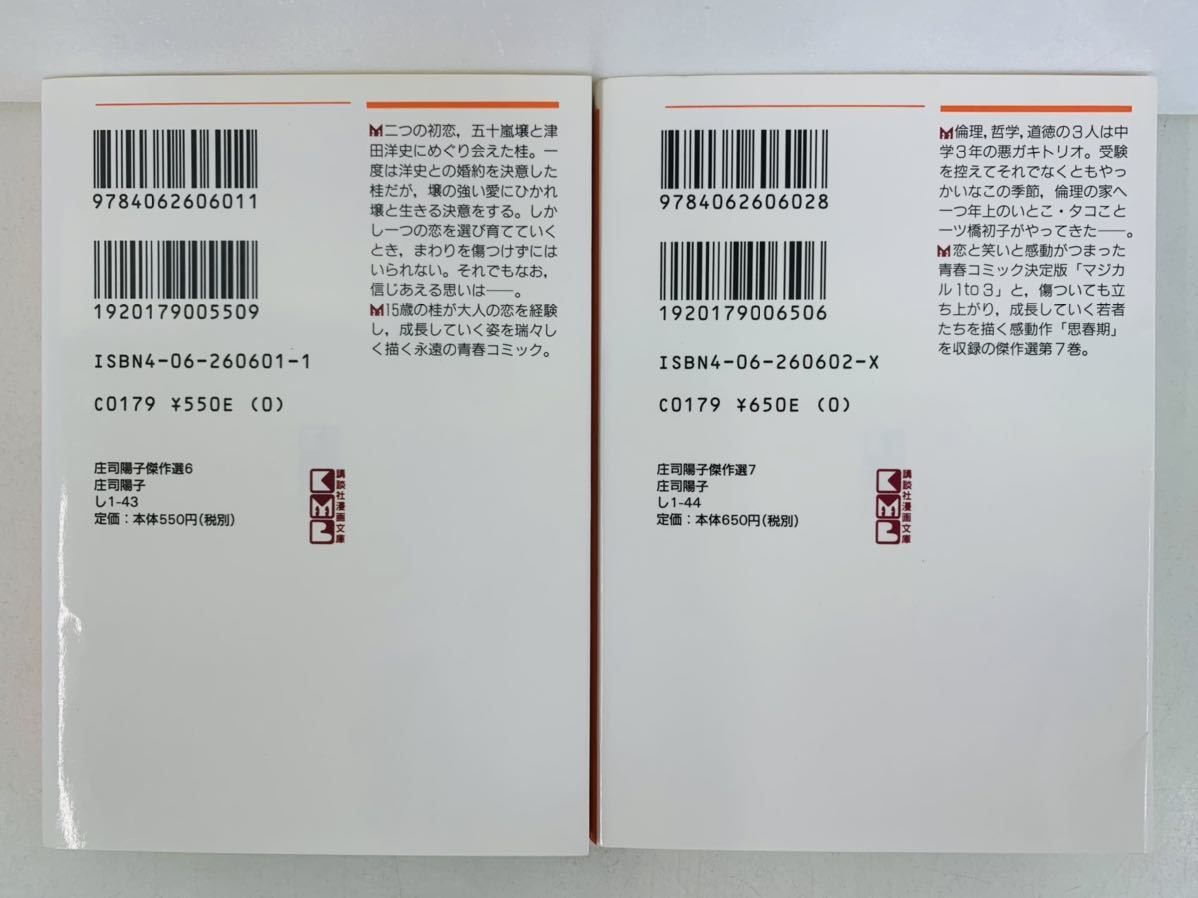 9784062606011
1920179005509
ISBN4-06-260601-1
C0179 ¥550E (0)
二つの初恋，五十嵐壌と津
田洋史にめぐり会えた桂。一
度は洋史との婚約を決意した
桂だが，壌の強い愛にひかれ
壌と生きる決意をする。しか
し一つの恋を選び育てていく
とき，まわりを傷つけずには
いられない。それでもなお，
信じあえる思いは──。
15歳の桂が大人の恋を経験
し，成長していく姿を瑞々し
く描く永遠の青春コミック。
庄司陽子傑作選6
庄司陽子
し1-43
定価：本体550円(税別)
KMB
講談社漫画文庫
9784062606028
1920179006506
ISBN4-06-260602-X
C0179 ¥650E (0)
倫理，哲学，道徳の3人は中
学3年の悪ガキトリオ。受験
を控えてそれでなくともやっ
かいなこの季節，倫理の家へ
一つ年上のいとこ・タコこと
一ツ橋初子がやってきた──。
恋と笑いと感動がつまった
青春コミック決定版「マジカ
ル1to3」と，傷ついても立
ち上がり，成長していく若者
たちを描く感動作「思春期」
を収録の傑作選第7巻。
庄司陽子傑作選7
庄司陽子
し1-44
定価：本体650円(税別)
KMB
講談社漫画文庫